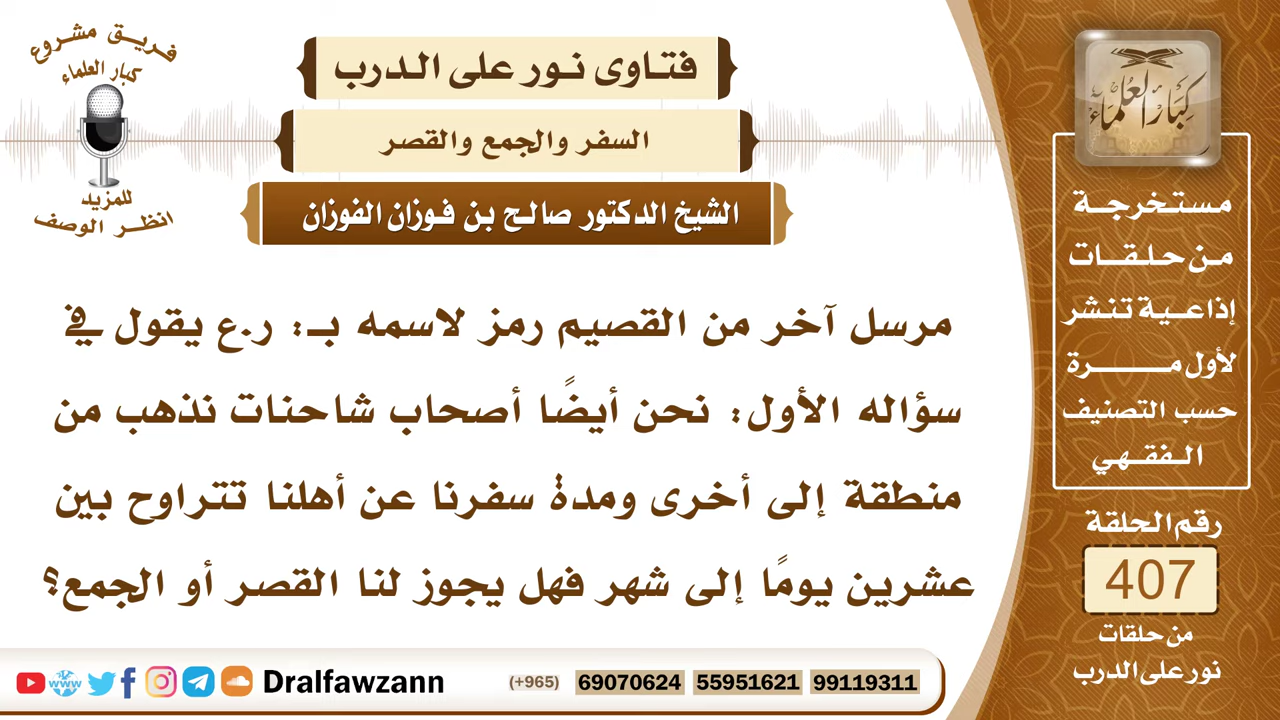 فريق مشروع
كبار العلماء
للمزيد
انظر الوصف
فتاوى نور على الدرب
السفر والجمع والقصر
الشيخ الدكتور صالح بن فوزان الفوزان
مرسل آخر من القصيم رمز لاسمه بـ: ر.ع يقول في
سؤاله الأول: نحن أيضًا أصحاب شاحنات نذهب من
منطقة إلى أخرى ومدة سفرنا عن أهلنا تتراوح بين
عشرين يومًا إلى شهر فهل يجوز لنا القصر أو الجمع؟
كبار العلماء
مستخرجة
من حلقات
إذاعية تنشر
لأول مرة
حسب التصنيف
الفقهي
رقم الحلقة
407
من حلقات
نور على الدرب
www Dralfawzann (+965) 69070624 55951621 99119311